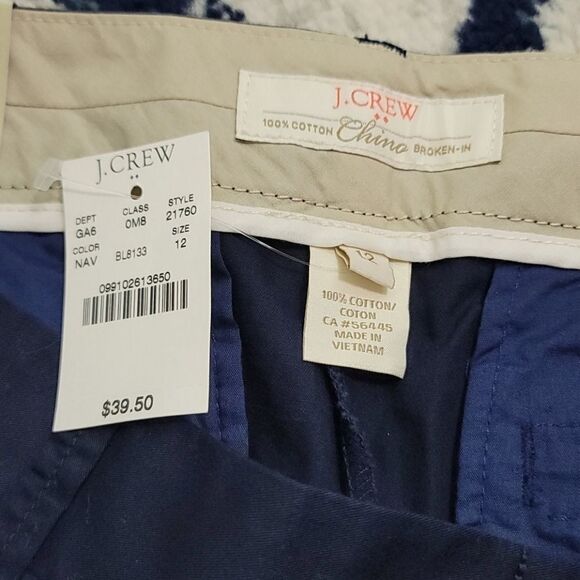 J.CREW
100% COTTON Chino BROKEN-IN
J.CREW
DEPT CLASS STYLE
GA6 0M8 21760
COLOR SIZE
NAV BL8133 12
099102613650
$39.50
12
100% COTTON/
COTON
CA #56445
MADE IN
VIETNAM